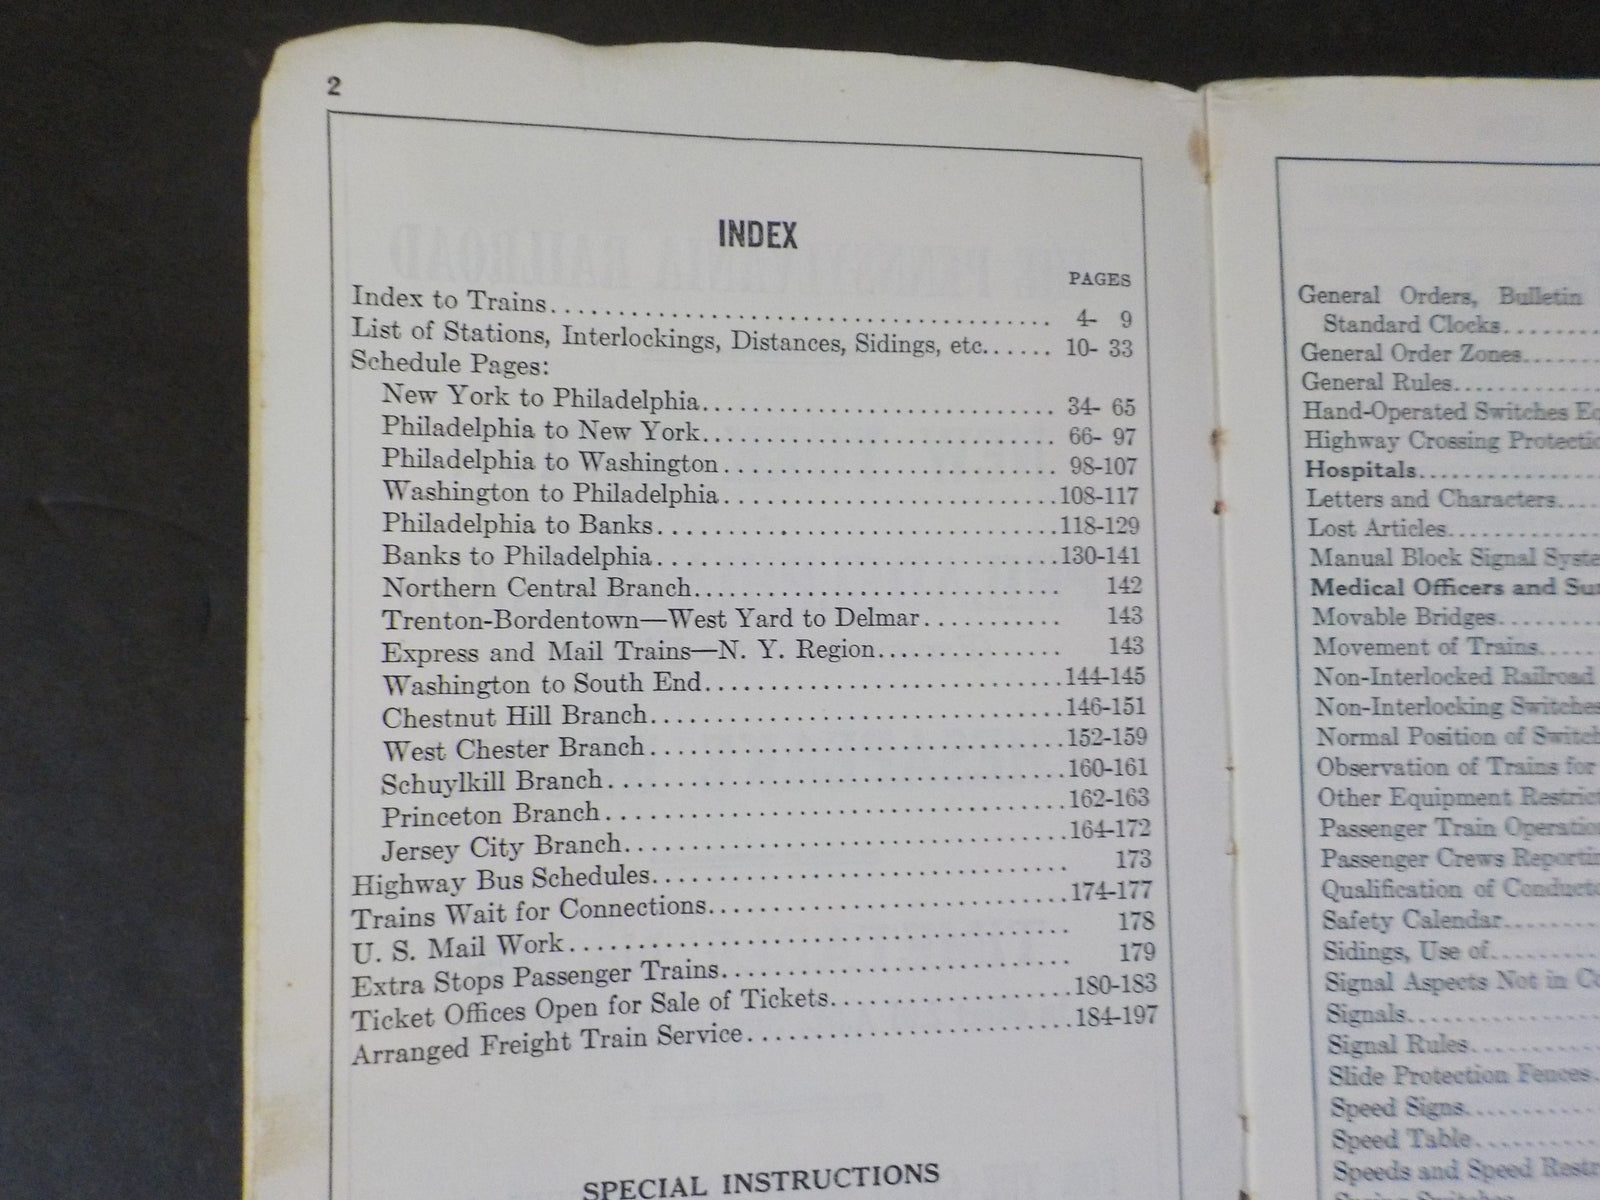 2
INDEX
PAGES
Index to Trains.................................................. 4- 9
List of Stations, Interlockings, Distances, Sidings, etc...... 10- 33
Schedule Pages:
New York to Philadelphia.................................. 34- 65
Philadelphia to New York.................................. 66- 97
Philadelphia to Washington................................ 98-107
Washington to Philadelphia................................108-117
Philadelphia to Banks.....................................118-129
Banks to Philadelphia.....................................130-141
Northern Central Branch................................... 142
Trenton-Bordentown—West Yard to Delmar........... 143
Express and Mail Trains—N. Y. Region............... 143
Washington to South End..................................144-145
Chestnut Hill Branch......................................146-151
West Chester Branch......................................152-159
Schuylkill Branch.........................................160-161
Princeton Branch..........................................162-163
Jersey City Branch........................................164-172
Highway Bus Schedules...................................... 173
Trains Wait for Connections................................174-177
U. S. Mail Work............................................ 178
Extra Stops Passenger Trains................................ 179
Ticket Offices Open for Sale of Tickets.....................180-183
Arranged Freight Train Service.............................184-197
SPECIAL INSTRUCTIONS
General Orders, Bulletin
Standard Clocks.........
General Order Zones.......
General Rules.............
Hand-Operated Switches
Highway Crossing
Hospitals.................
Letters and Characters....
Lost Articles..............
Manual Block Signal
Medical Officers and
Movable Bridges.........
Movement of Trains.....
Non-Interlocked Railroad
Non-Interlocking Switches
Normal Position of
Observation of Trains for
Other Equipment
Passenger Train
Passenger Crews
Qualification of
Safety Calendar.........
Sidings, Use of..........
Signal Aspects Not in
Signals.................
Signal Rules............
Slide Protection Fences.
Speed Signs............
Speed Table............
Speeds and Speed